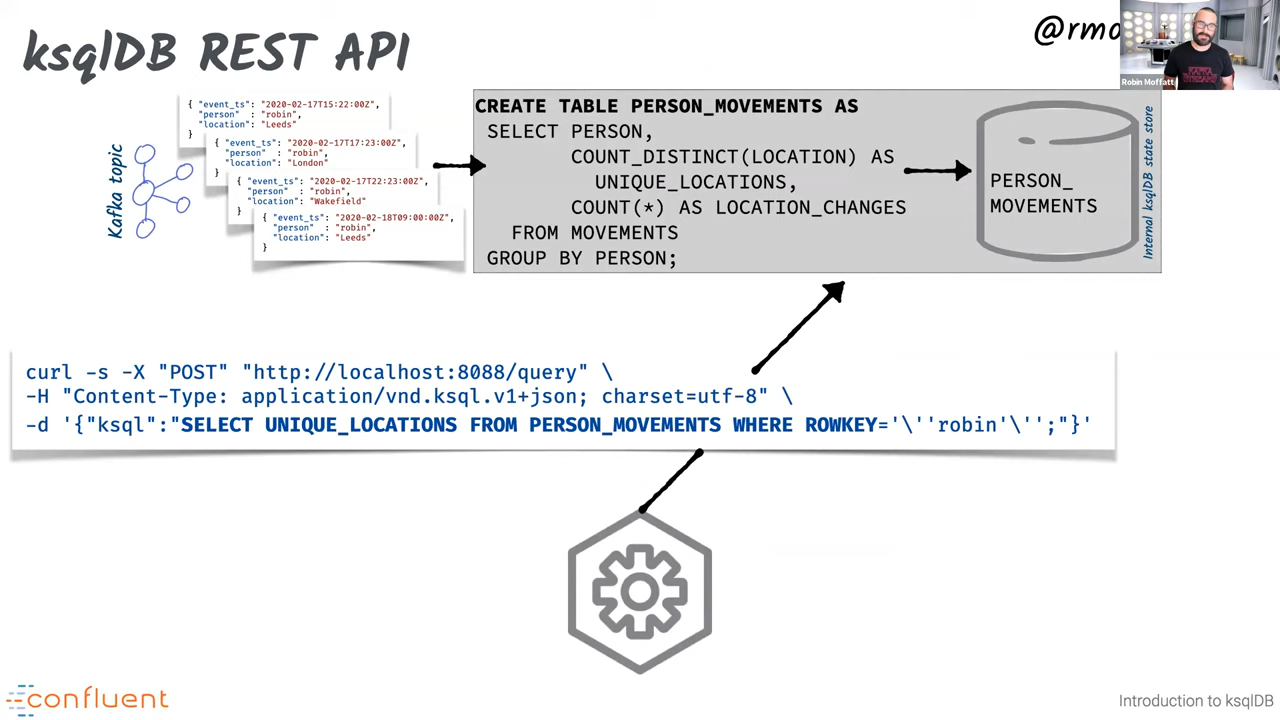 ksqlDB REST API
@rmo
Robin Moffatt
KAFKA
Kafka topic
{ "event_ts": "2020-02-17T15:22:00Z",
"person" : "robin",
"location": "Leeds"
}
{ "event_ts": "2020-02-17T17:23:00Z",
"person" : "robin",
"location": "London"
}
{ "event_ts": "2020-02-17T22:23:00Z",
"person" : "robin",
"location": "Wakefield"
}
{ "event_ts": "2020-02-18T09:00:00Z",
"person" : "robin",
"location": "Leeds"
}
CREATE TABLE PERSON_MOVEMENTS AS
SELECT PERSON,
COUNT_DISTINCT(LOCATION) AS
UNIQUE_LOCATIONS,
COUNT(*) AS LOCATION_CHANGES
FROM MOVEMENTS
GROUP BY PERSON;
PERSON_
MOVEMENTS
Internal ksqlDB state store
curl -s -X "POST" "http://localhost:8088/query" \
-H "Content-Type: application/vnd.ksql.v1+json; charset=utf-8" \
-d '{"ksql":"SELECT UNIQUE_LOCATIONS FROM PERSON_MOVEMENTS WHERE ROWKEY='\''robin'\'';"}'
confluent
Introduction to ksqlDB